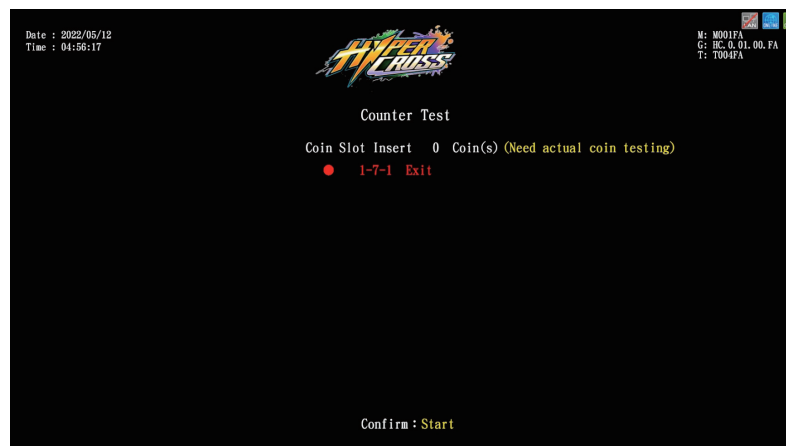 Date : 2022/05/12
Time : 04:56:17
HYPER
CROSS
M: M001FA
G: HC.0.01.00.FA
T: T004FA
Counter Test
Coin Slot Insert 0 Coin(s) (Need actual coin testing)
1-7-1 Exit
Confirm : Start